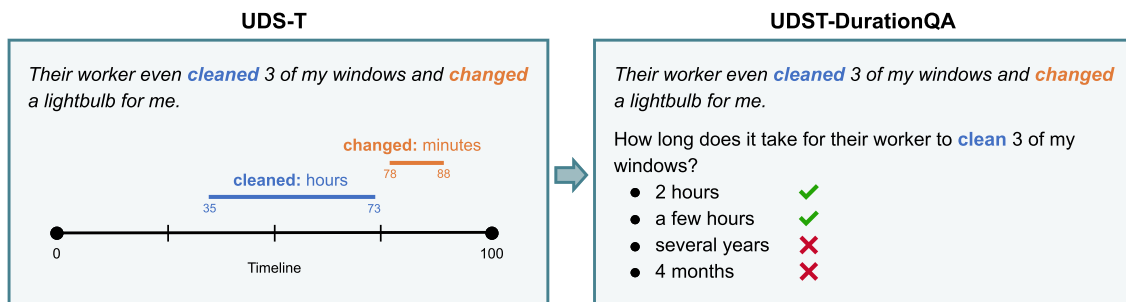 UDS-T
Their worker even cleaned 3 of my windows and changed
a lightbulb for me.
changed: minutes
78 88
cleaned: hours
35 73
0 100
Timeline
UDST-DurationQA
Their worker even cleaned 3 of my windows and changed
a lightbulb for me.
How long does it take for their worker to clean 3 of my
windows?
● 2 hours
● a few hours
● several years
● 4 months